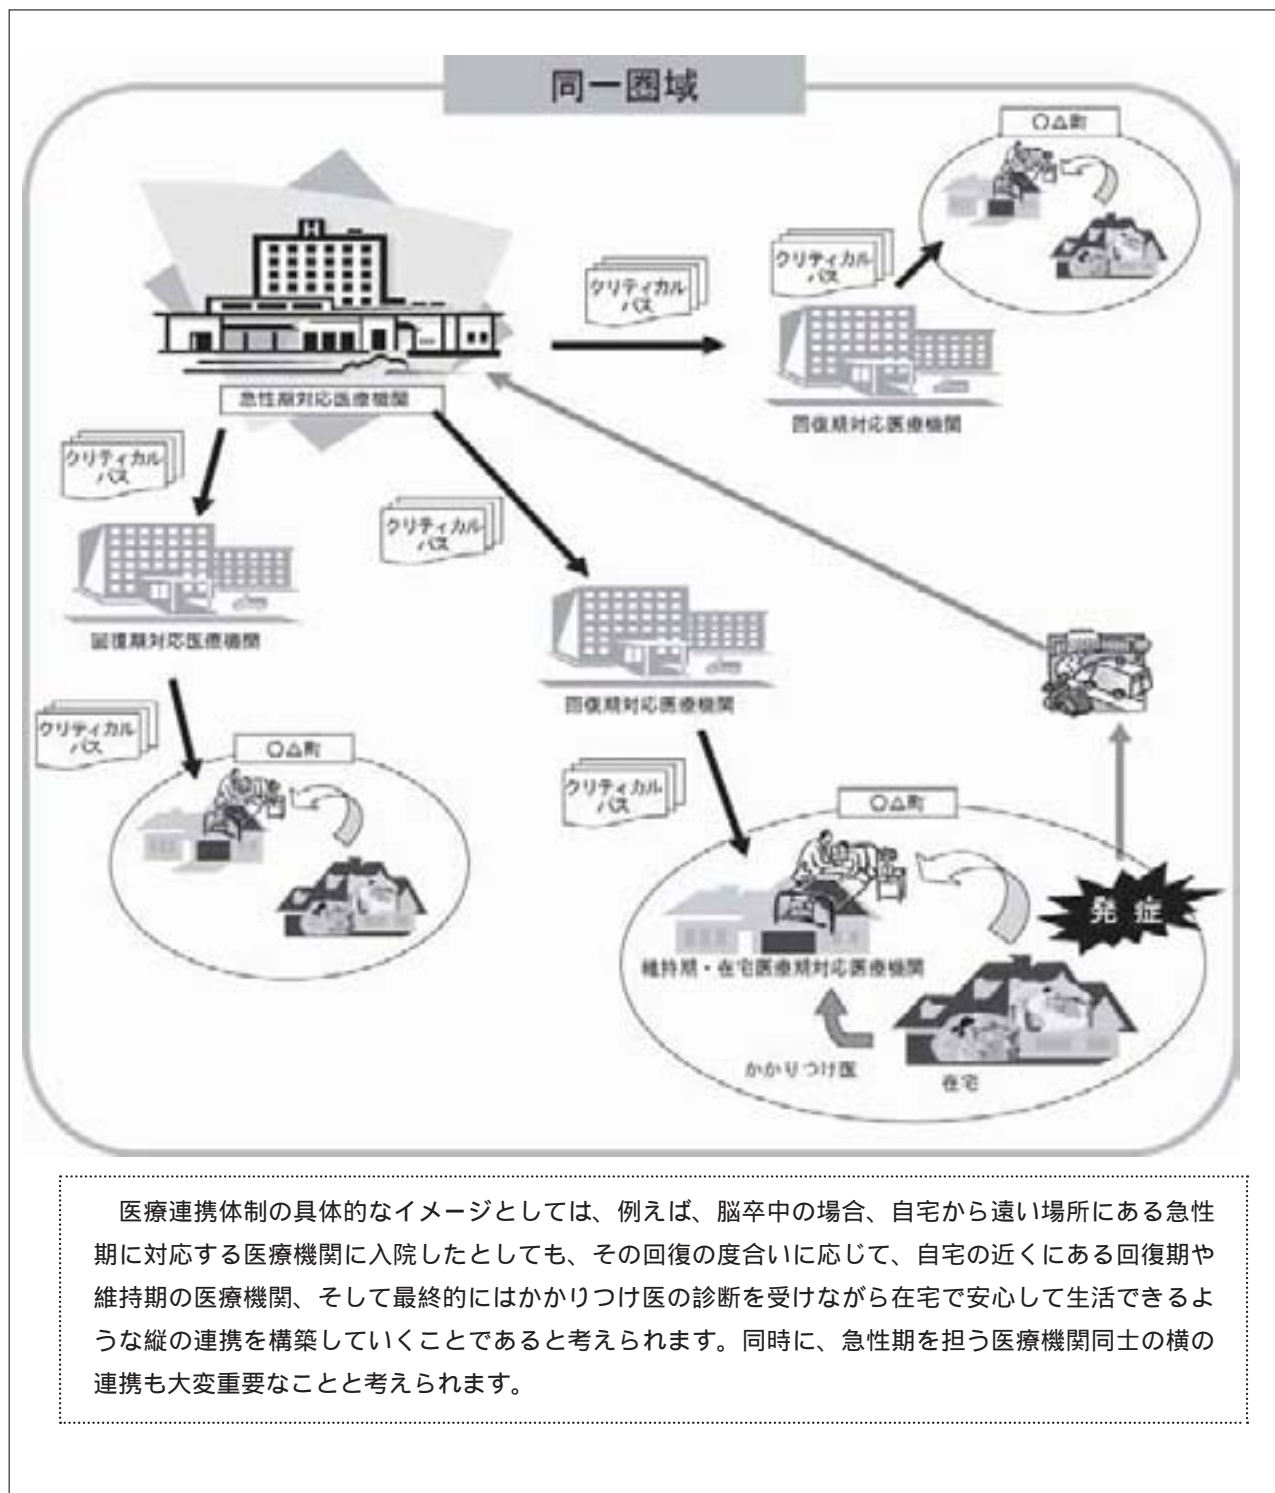 同一圏域
〇△町
クリティカル
パス
クリティカル
パス
急性期対応医療機関
回復期対応医療機関
クリティカル
パス
クリティカル
パス
回復期対応医療機関
回復期対応医療機関
クリティカル
パス
〇△町
クリティカル
パス
〇△町
発症
維持期・在宅医療期対応医療機関
かかりつけ医
在宅
医療連携体制の具体的なイメージとしては、例えば、脳卒中の場合、自宅から遠い場所にある急性
期に対応する医療機関に入院したとしても、その回復の度合いに応じて、自宅の近くにある回復期や
維持期の医療機関、そして最終的にはかかりつけ医の診断を受けながら在宅で安心して生活できるよ
うな縦の連携を構築していくことであると考えられます。同時に、急性期を担う医療機関同士の横の
連携も大変重要なことと考えられます。